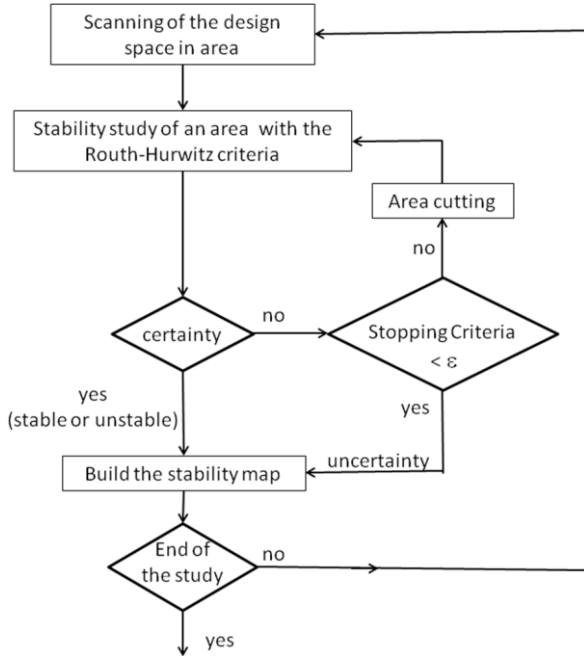 Scanning of the design
space in area
Stability study of an area with the
Routh-Hurwitz criteria
Area cutting
no
certainty
no
Stopping Criteria
< ε
yes
(stable or unstable)
yes
uncertainty
Build the stability map
End of
the study
no
yes